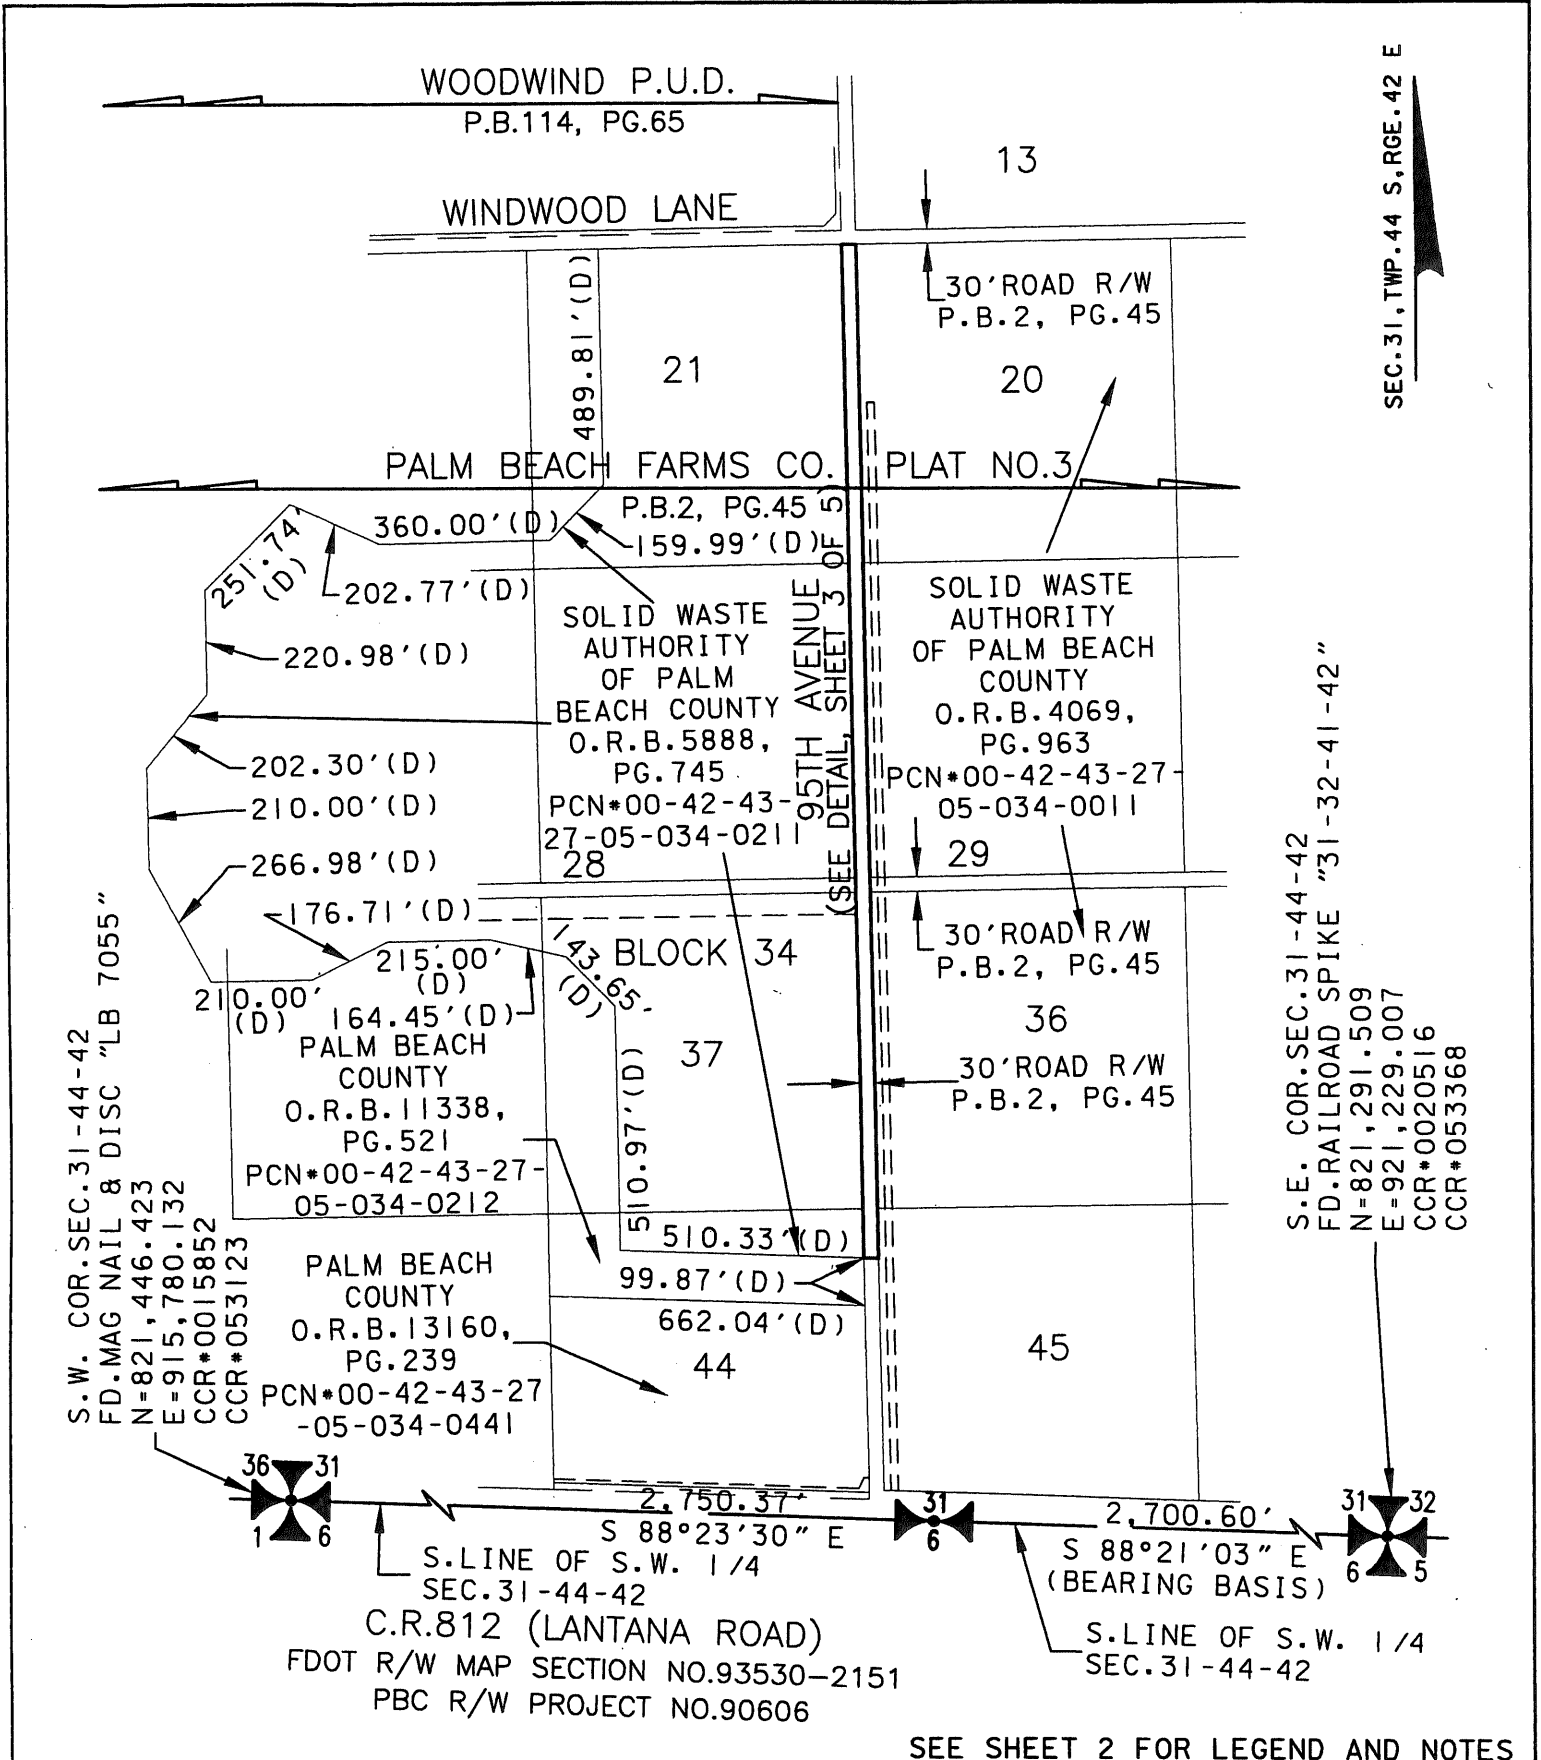 WOODWIND P.U.D.
P.B.114, PG.65
SEC.31,TWP.44 S,RGE.42 E
13
WINDWOOD LANE
30'ROAD R/W
P.B.2, PG.45
489.81'(D)
21
20
PALM BEACH FARMS CO. PLAT NO.3
P.B.2, PG.45
360.00'(D)
159.99'(D)
251.74'
(D)
202.77'(D)
220.98'(D)
202.30'(D)
210.00'(D)
266.98'(D)
176.71'(D)
SOLID WASTE
AUTHORITY
OF PALM
BEACH COUNTY
O.R.B.5888,
PG.745
PCN*00-42-43-
27-05-034-0211
28
95TH AVENUE
(SEE DETAIL, SHEET 3 OF 5)
SOLID WASTE
AUTHORITY
OF PALM BEACH
COUNTY
O.R.B.4069,
PG.963
PCN*00-42-43-27-
05-034-0011
29
30'ROAD R/W
P.B.2, PG.45
BLOCK 34
143.65'
(D)
215.00'
(D)
210.00'
(D)
164.45'(D)
PALM BEACH
COUNTY
O.R.B.11338,
PG.521
PCN*00-42-43-27-
05-034-0212
37
36
30'ROAD R/W
P.B.2, PG.45
510.97'(D)
510.33'(D)
99.87'(D)
662.04'(D)
PALM BEACH
COUNTY
O.R.B.13160,
PG.239
PCN*00-42-43-27
-05-034-0441
44
45
S.W. COR.SEC.31-44-42
FD.MAG NAIL & DISC "LB 7055"
N=821,446.423
E=915,780.132
CCR*0015852
CCR*053123
S.E. COR.SEC.31-44-42
FD.RAILROAD SPIKE "31-32-41-42"
N=821,291.509
E=921,229.007
CCR*0020516
CCR*053368
36 31
1 6
2,750.37'
S 88°23'30" E
31
6
2,700.60'
S 88°21'03" E
(BEARING BASIS)
31 32
6 5
S.LINE OF S.W. 1/4
SEC.31-44-42
S.LINE OF S.W. 1/4
SEC.31-44-42
C.R.812 (LANTANA ROAD)
FDOT R/W MAP SECTION NO.93530-2151
PBC R/W PROJECT NO.90606
SEE SHEET 2 FOR LEGEND AND NOTES